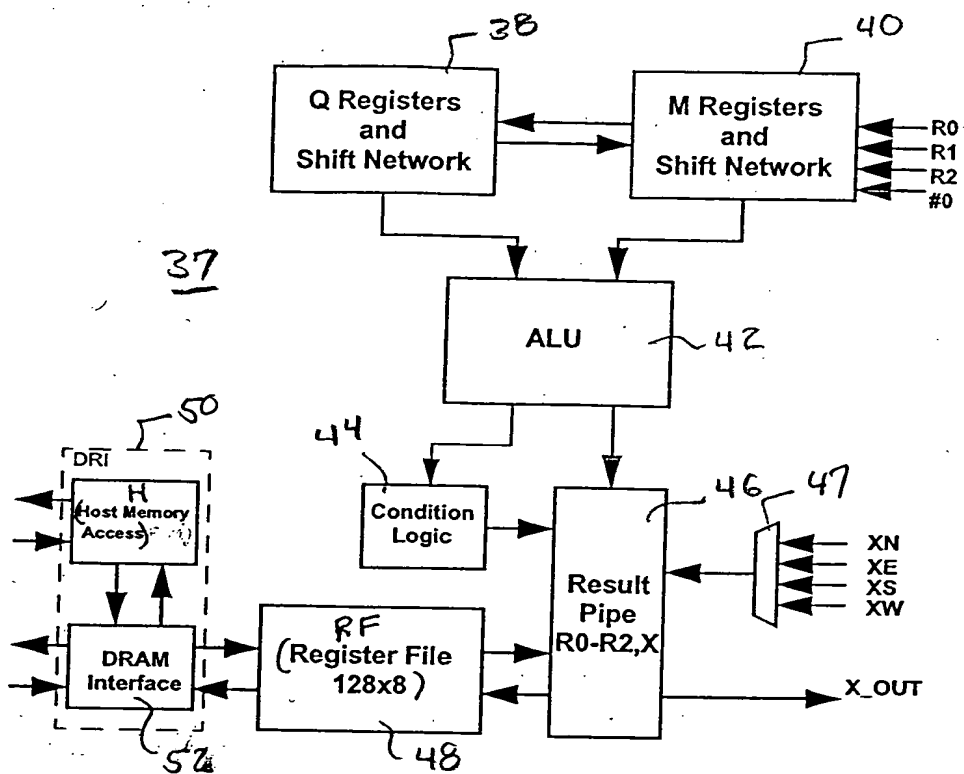 38
40
Q Registers
and
Shift Network
M Registers
and
Shift Network
R0
R1
R2
#0
37
ALU
42
50
44
DRI
H
(Host Memory
Access)
Condition
Logic
46
47
XN
XE
XS
XW
Result
Pipe
R0-R2,X
DRAM
Interface
RF
(Register File
128x8)
X_OUT
52
48